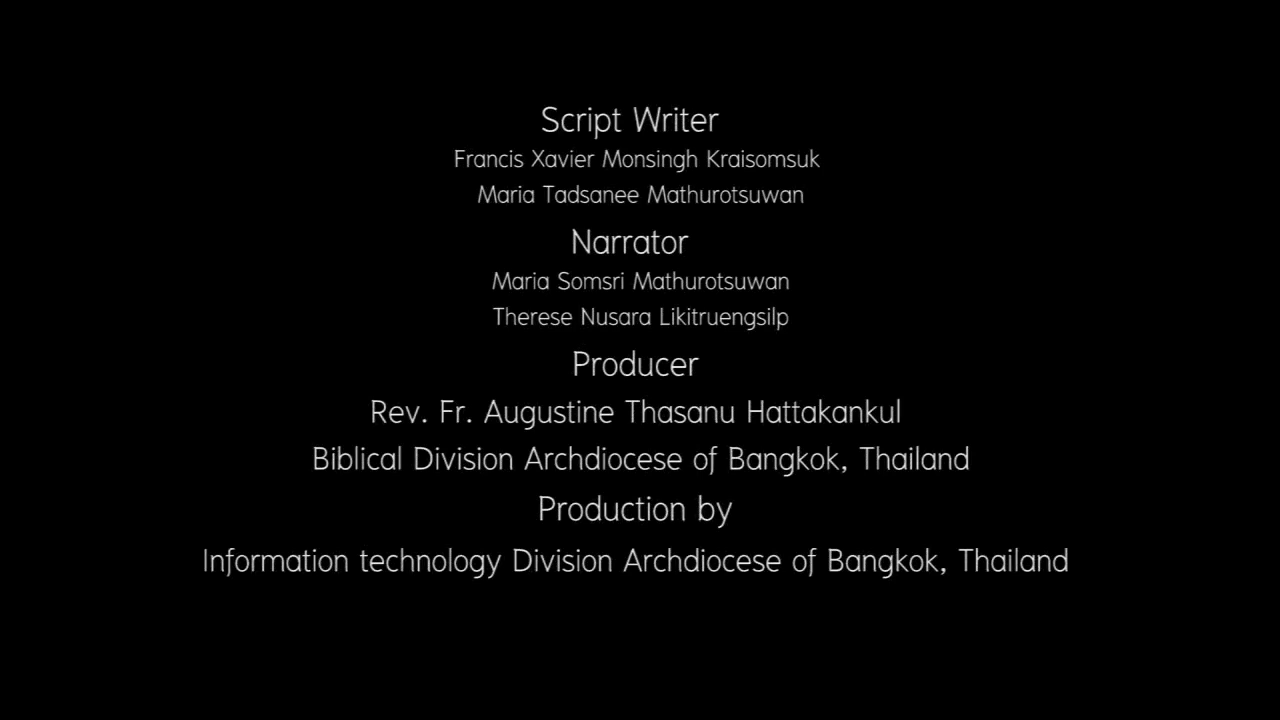 Script Writer
Francis Xavier Monsingh Kraisomsuk
Maria Tadsanee Mathurotsuwan
Narrator
Maria Somsri Mathurotsuwan
Therese Nusara Likitruengsilp
Producer
Rev. Fr. Augustine Thasanu Hattakankul
Biblical Division Archdiocese of Bangkok, Thailand
Production by
Information technology Division Archdiocese of Bangkok, Thailand